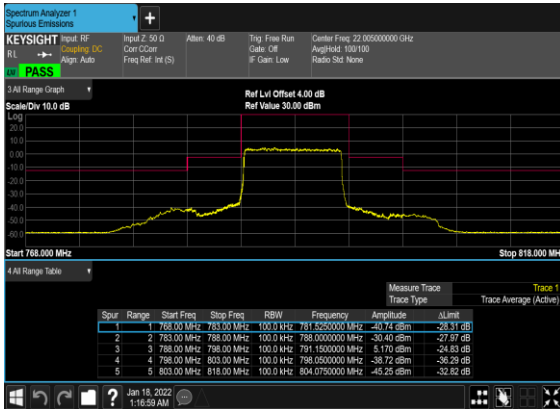 Spectrum Analyzer 1
Spurious Emissions
+
KEYSIGHT Input: RF Input Z: 50 Ω Atten: 40 dB Trig: Free Run Center Freq: 22.005000000 GHz
RL Coupling: DC Corr CCorr Gate: Off Avg|Hold: 100/100
Align: Auto Freq Ref: Int (S) IF Gain: Low Radio Std: None
LXI PASS
3 All Range Graph
Ref Lvl Offset 4.00 dB
Scale/Div 10.0 dB Ref Value 30.00 dBm
Log
20.0
10.0
0.00
-10.0
-20.0
-30.0
-40.0
-50.0
-60.0
Start 768.000 MHz Stop 818.000 MH
4 All Range Table
Measure Trace Trace 1
Trace Type Trace Average (Active)
Spur Range Start Freq Stop Freq RBW Frequency Amplitude ΔLimit
1 1 768.00 MHz 783.00 MHz 100.0 kHz 781.5250000 MHz -40.74 dBm -28.31 dB
2 2 783.00 MHz 788.00 MHz 100.0 kHz 788.0000000 MHz -30.40 dBm -27.97 dB
3 3 788.00 MHz 798.00 MHz 100.0 kHz 791.1500000 MHz 5.170 dBm -24.83 dB
4 4 798.00 MHz 803.00 MHz 100.0 kHz 798.0500000 MHz -38.72 dBm -36.29 dB
5 5 803.00 MHz 818.00 MHz 100.0 kHz 804.0750000 MHz -45.25 dBm -32.82 dB
? Jan 18, 2022
1:16:59 AM